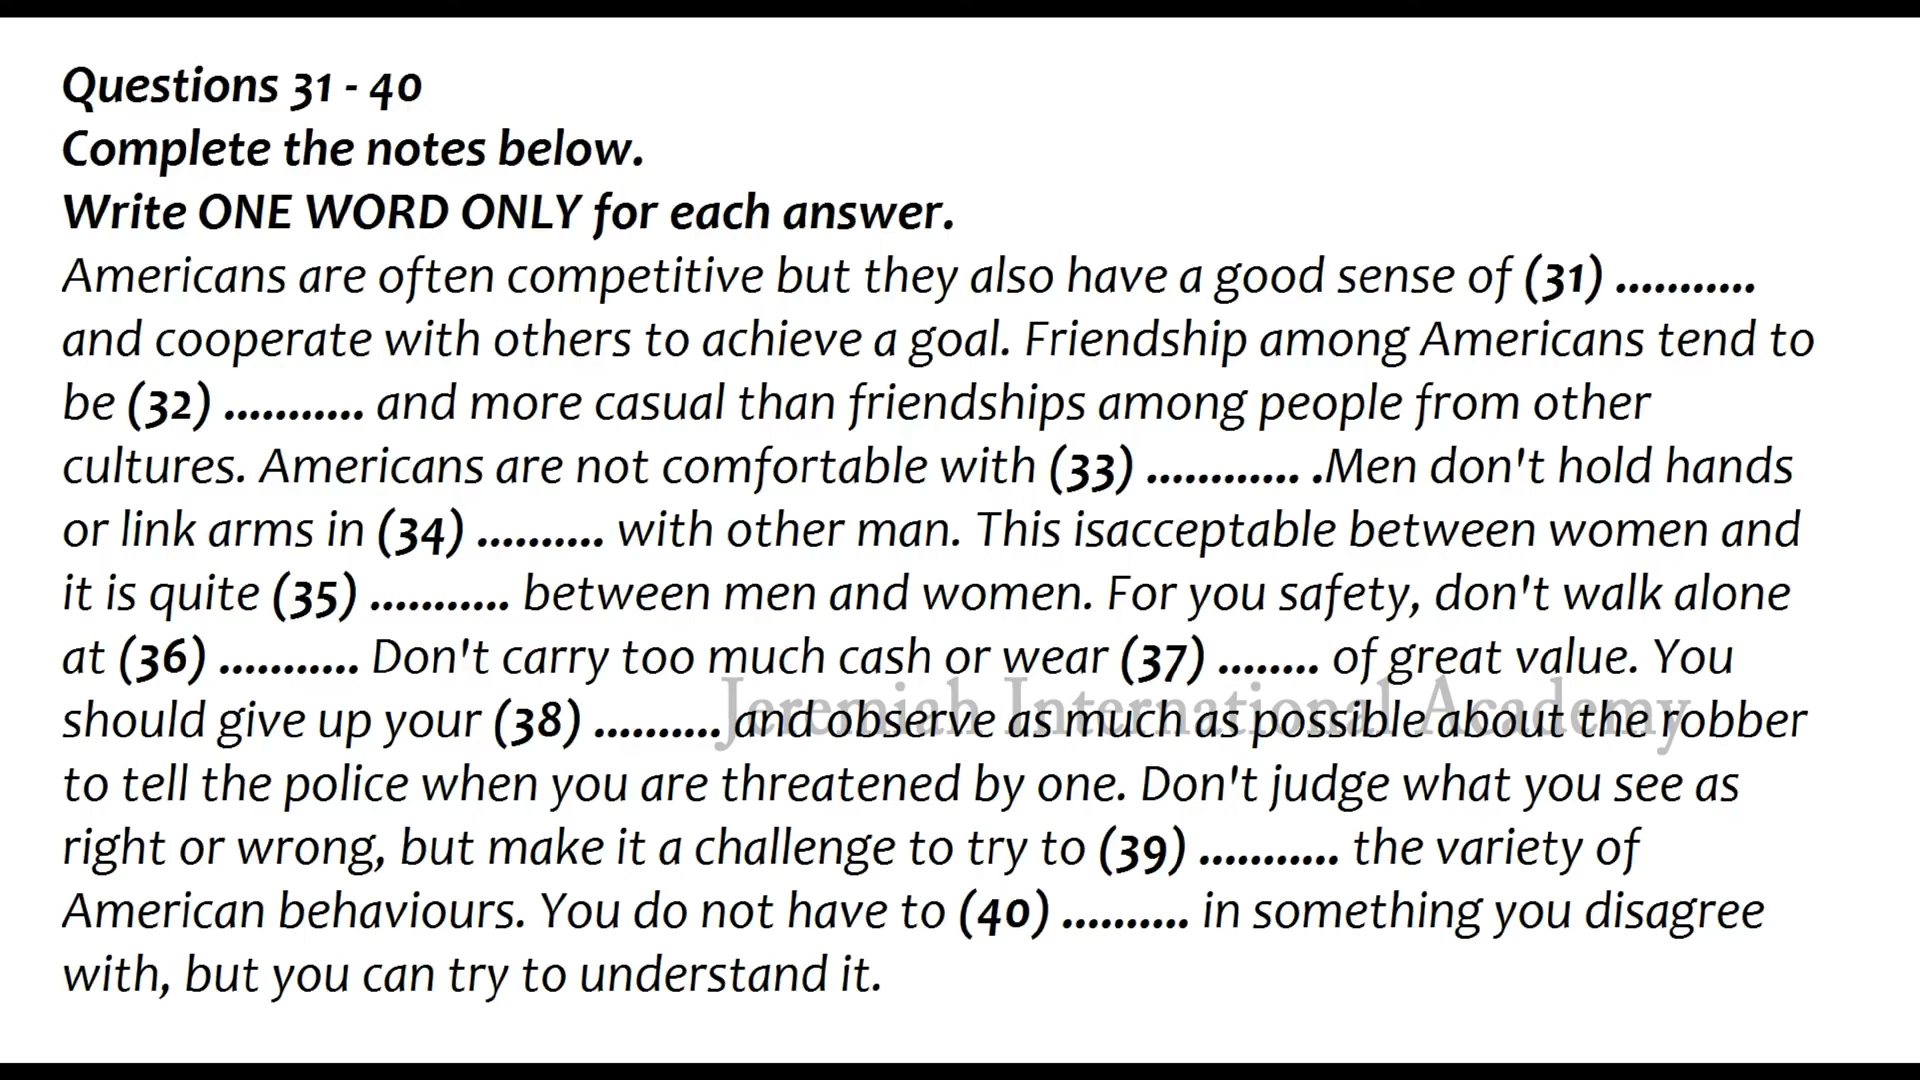 Questions 31 - 40
Complete the notes below.
Write ONE WORD ONLY for each answer.
Americans are often competitive but they also have a good sense of (31) ...........
and cooperate with others to achieve a goal. Friendship among Americans tend to
be (32) ........... and more casual than friendships among people from other
cultures. Americans are not comfortable with (33) ............ .Men don't hold hands
or link arms in (34) .......... with other man. This isacceptable between women and
it is quite (35) ........... between men and women. For you safety, don't walk alone
at (36) ........... Don't carry too much cash or wear (37) ........ of great value. You
should give up your (38) .......... and observe as much as possible about the robber
Jeremiah International Academy
to tell the police when you are threatened by one. Don't judge what you see as
right or wrong, but make it a challenge to try to (39) ........... the variety of
American behaviours. You do not have to (40) .......... in something you disagree
with, but you can try to understand it.